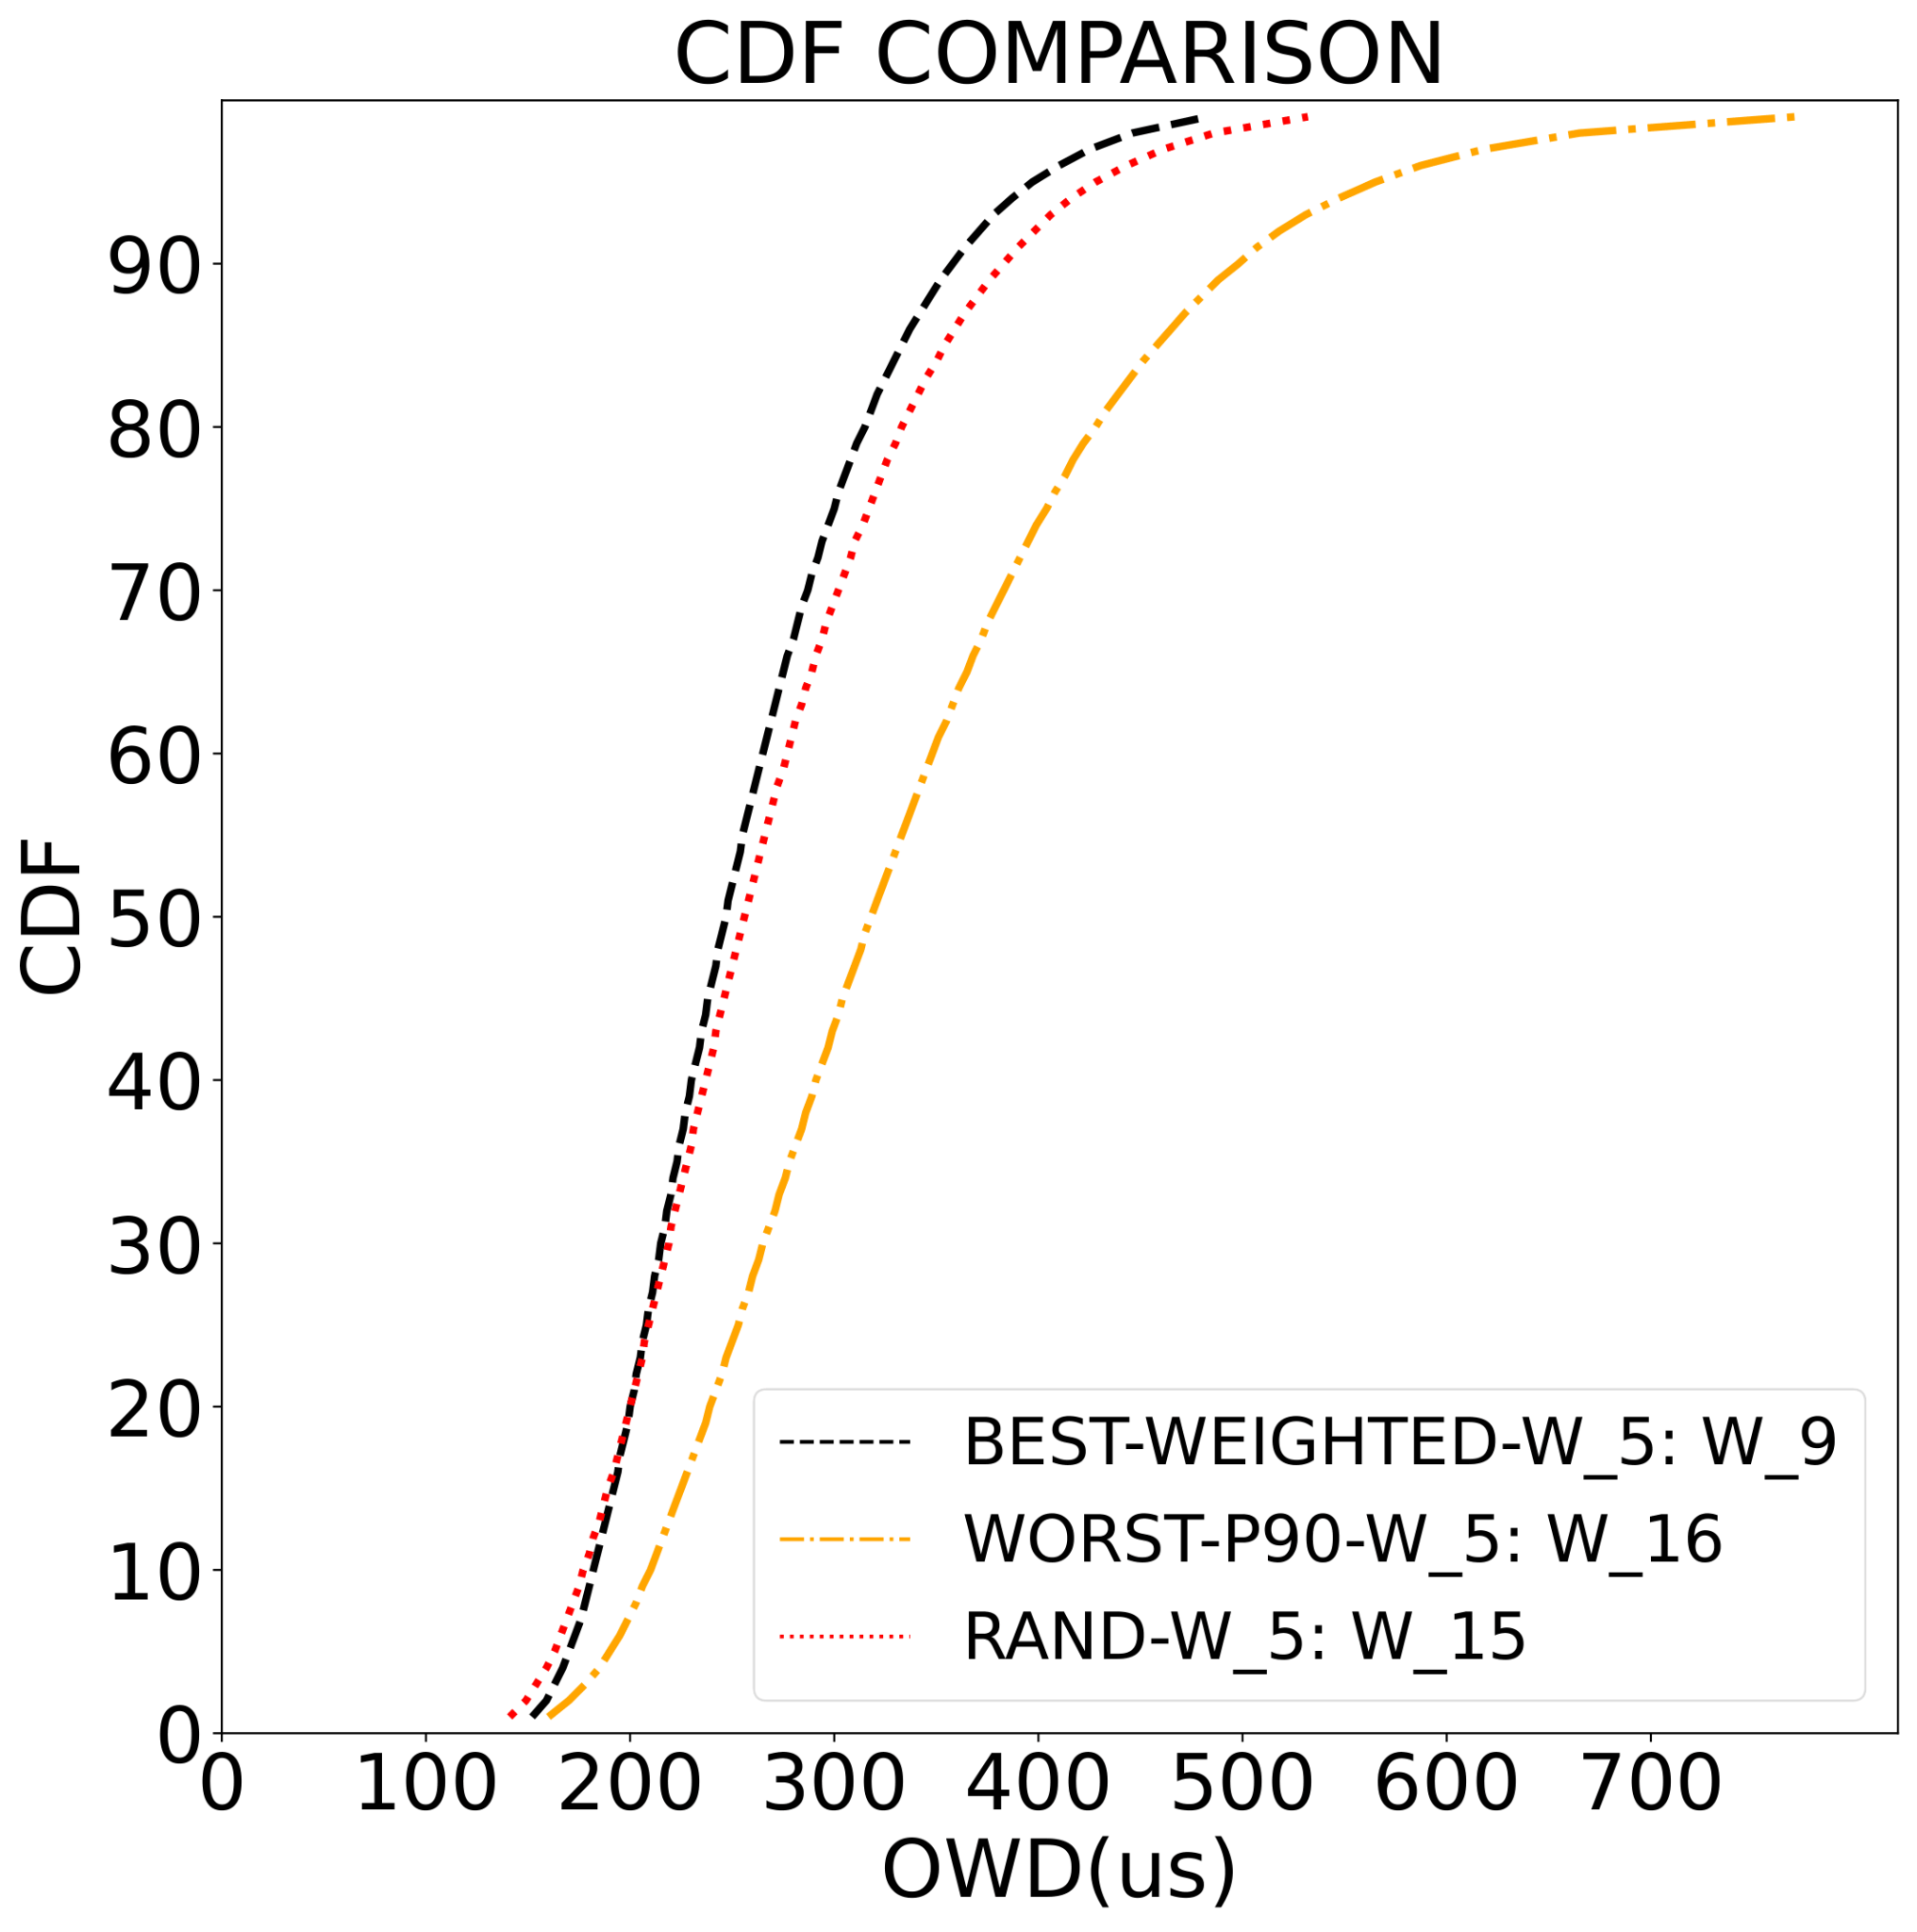 CDF COMPARISON
CDF
90
80
70
60
50
40
30
20
10
0
BEST-WEIGHTED-W_5: W_9
WORST-P90-W_5: W_16
RAND-W_5: W_15
0 100 200 300 400 500 600 700
OWD(us)